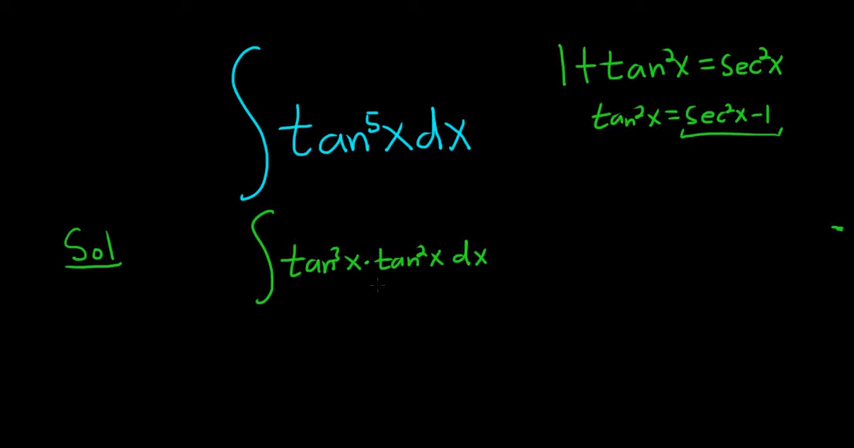 1 + tan²x = sec²x
tan²x = sec²x - 1
∫ tan⁵x dx
Sol
∫ tan³x · tan²x dx